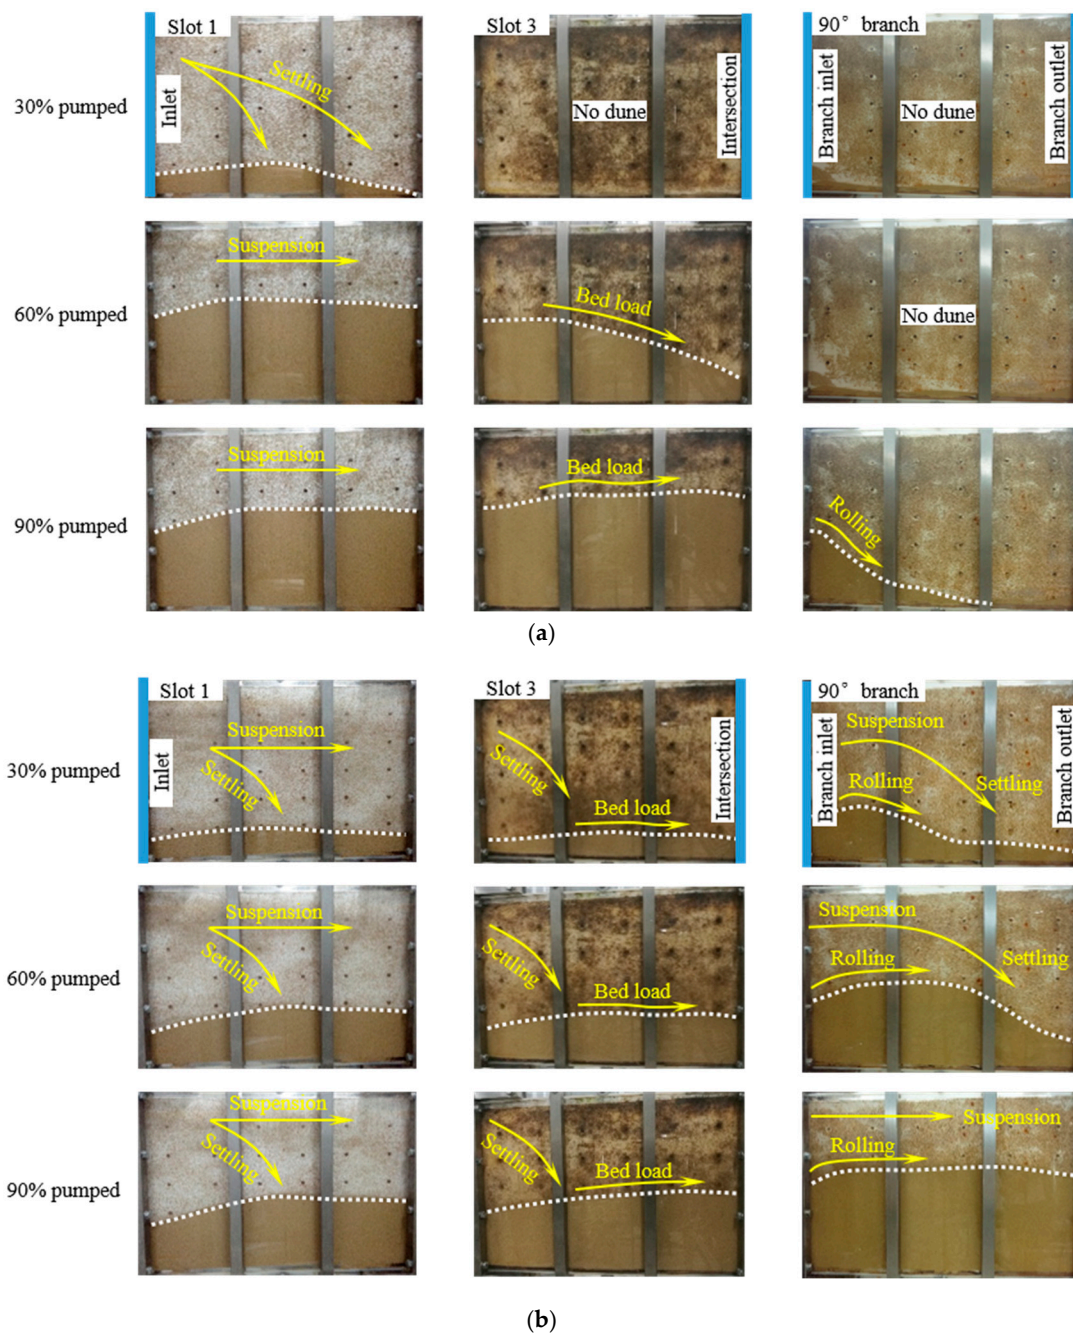 Slot 1
Slot 3
90° branch
30% pumped
Inlet
Settling
No dune
Intersection
Branch inlet
No dune
Branch outlet
60% pumped
Suspension
Bed load
No dune
90% pumped
Suspension
Bed load
Rolling
(a)
Slot 1
Slot 3
90° branch
30% pumped
Inlet
Suspension
Settling
Settling
Bed load
Intersection
Branch inlet
Suspension
Rolling
Settling
Branch outlet
60% pumped
Suspension
Settling
Settling
Bed load
Suspension
Rolling
Settling
90% pumped
Suspension
Settling
Settling
Bed load
Suspension
Rolling
(b)